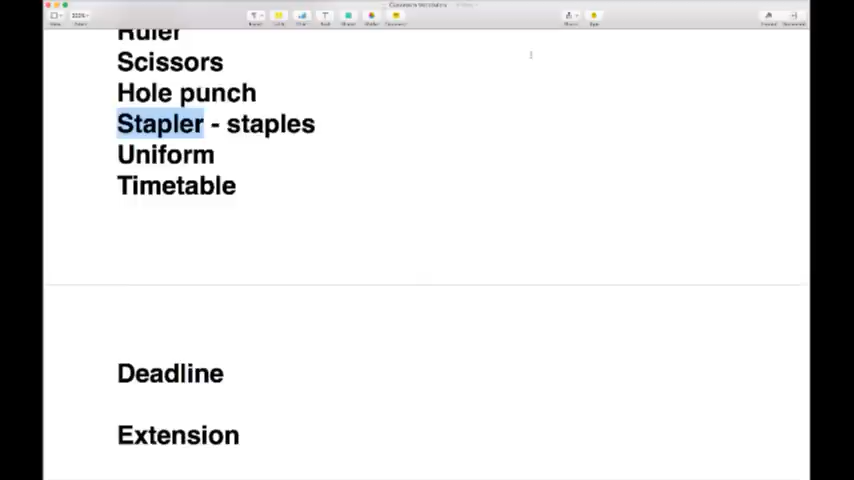 Ruler
Scissors
Hole punch
Stapler - staples
Uniform
Timetable
Deadline
Extension